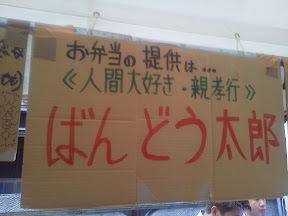 お弁当の提供は…
≪人間大好き・親孝行≫
ばんどう太郎